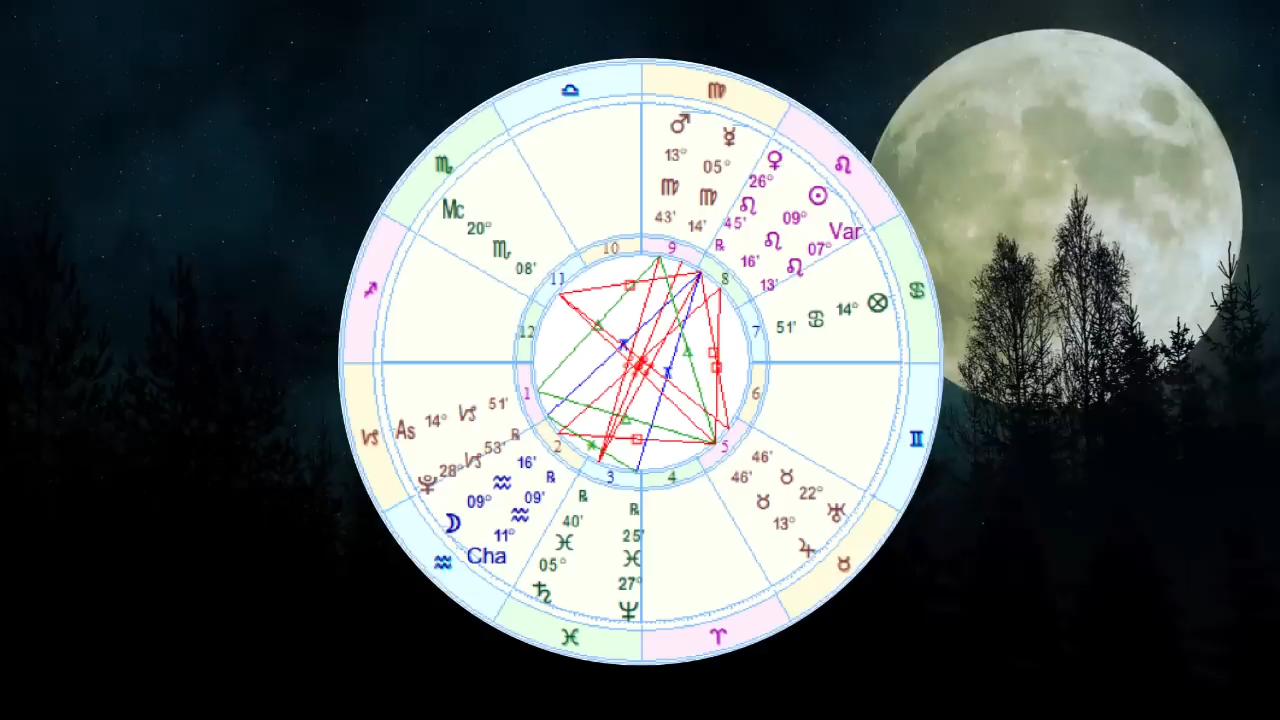 ♎ ♍
♏ ♌
♐ ♋
♑ ♊
♒ ♉
♓ ♈
♂ 13° ♍ 43'
☿ 05° ♍ 14'
♀ 26° ♌ 45' ℞
☉ 09° ♌ 16'
Var 07° ♌ 13'
⊗ 14° ♋ 51'
Mc 20° ♏ 08'
As 14° ♑ 51'
♇ 28° ♑ 53' ℞
☽ 09° ♒ 16'
Cha 11° ♒ 09' ℞
♄ 05° ♓ 40' ℞
♆ 27° ♓ 25' ℞
♃ 13° ♉ 46'
♅ 22° ♉ 46'
10 9
11 8
12 7
1 6
2 5
3 4